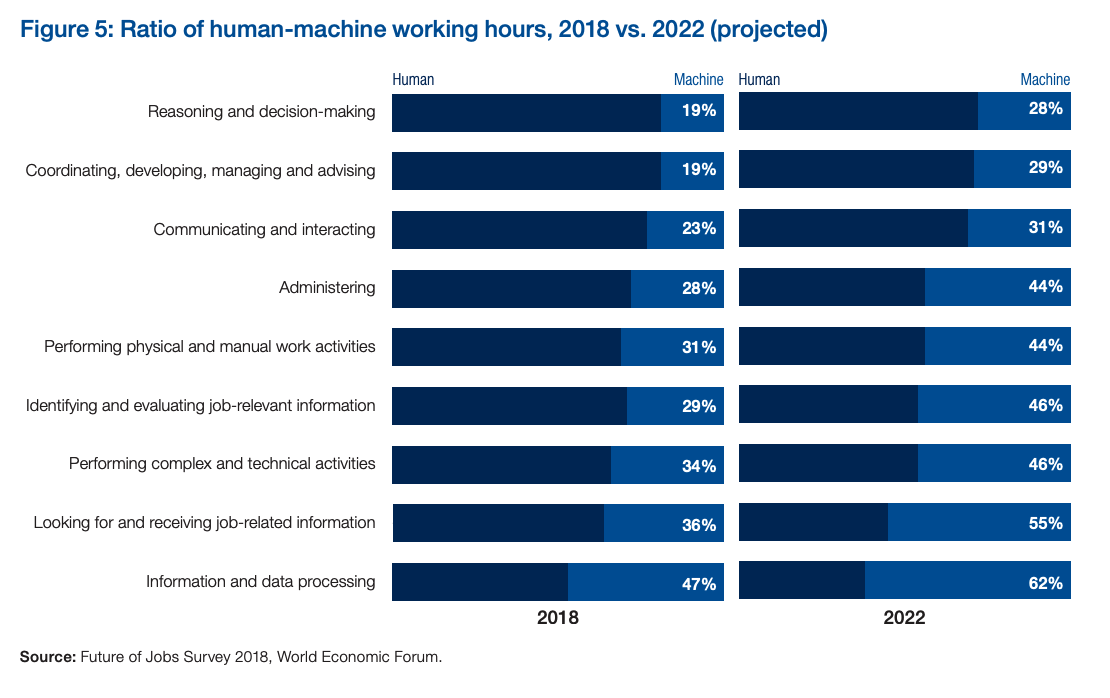 Figure 5: Ratio of human-machine working hours, 2018 vs. 2022 (projected)
Human Machine Human Machine
Reasoning and decision-making 19% 28%
Coordinating, developing, managing and advising 19% 29%
Communicating and interacting 23% 31%
Administering 28% 44%
Performing physical and manual work activities 31% 44%
Identifying and evaluating job-relevant information 29% 46%
Performing complex and technical activities 34% 46%
Looking for and receiving job-related information 36% 55%
Information and data processing 47% 62%
2018 2022
Source: Future of Jobs Survey 2018, World Economic Forum.